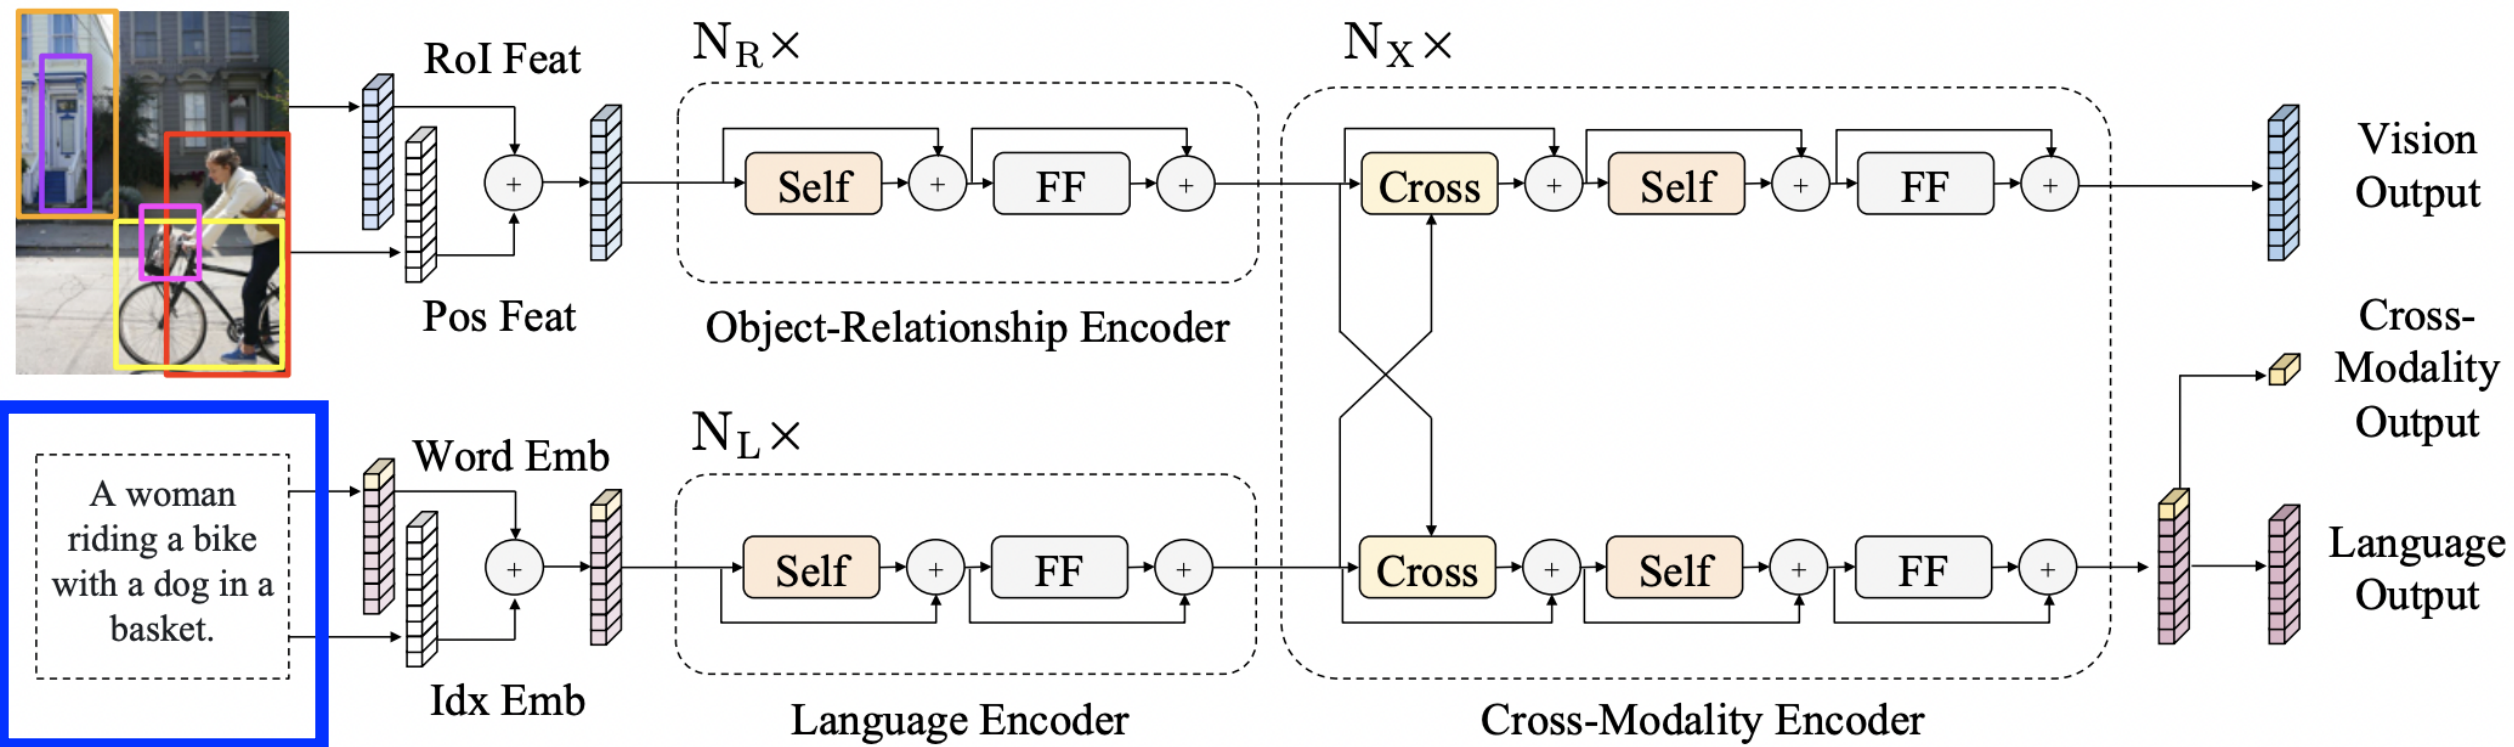 RoI Feat
Pos Feat
N_R ×
Self
+
FF
+
+
Object-Relationship Encoder
A woman
riding a bike
with a dog in a
basket.
Word Emb
Idx Emb
+
N_L ×
Self
+
FF
+
Language Encoder
N_X ×
Cross
+
Self
+
FF
+
Cross
+
Self
+
FF
+
Cross-Modality Encoder
Vision
Output
Cross-
Modality
Output
Language
Output